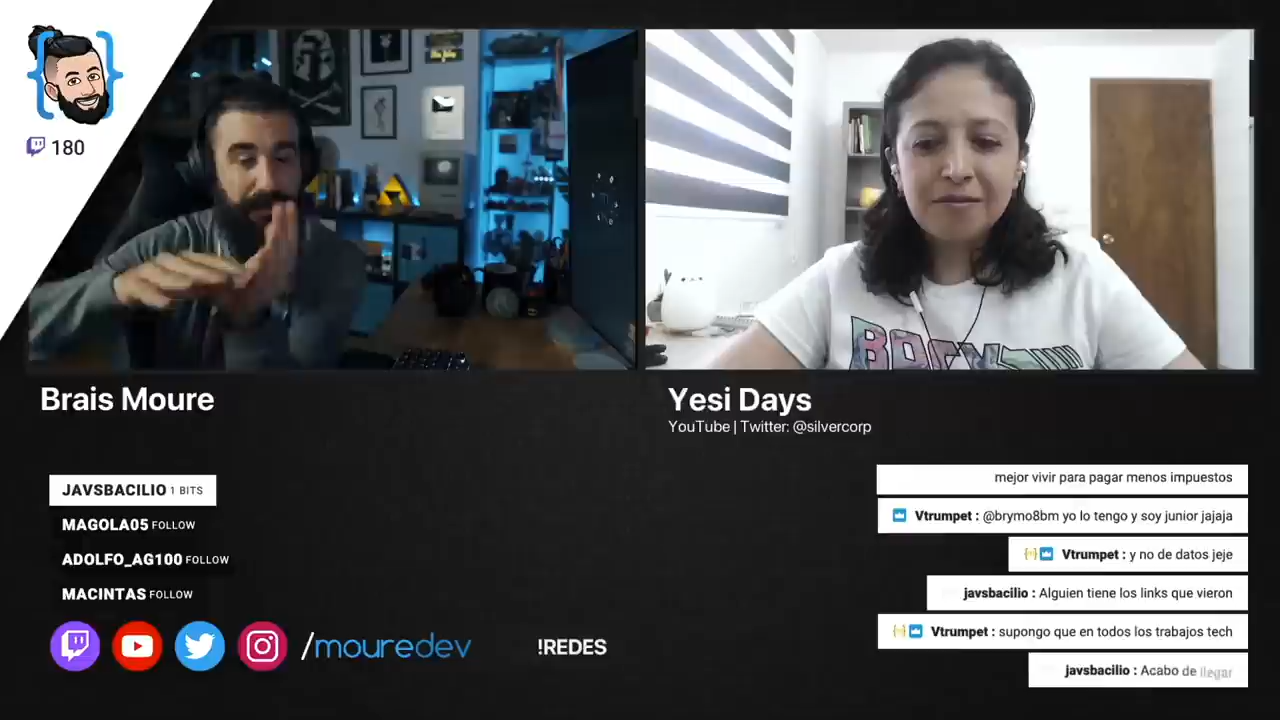 180
Brais Moure
Yesi Days
YouTube | Twitter: @silvercorp
JAVSBACILIO 1 BITS
MAGOLA05 FOLLOW
ADOLFO_AG100 FOLLOW
MACINTAS FOLLOW
/mouredev
!REDES
mejor vivir para pagar menos impuestos
Vtrumpet : @brymo8bm yo lo tengo y soy junior jajaja
Vtrumpet : y no de datos jeje
javsbacilio : Alguien tiene los links que vieron
Vtrumpet : supongo que en todos los trabajos tech
javsbacilio : Acabo de llegar